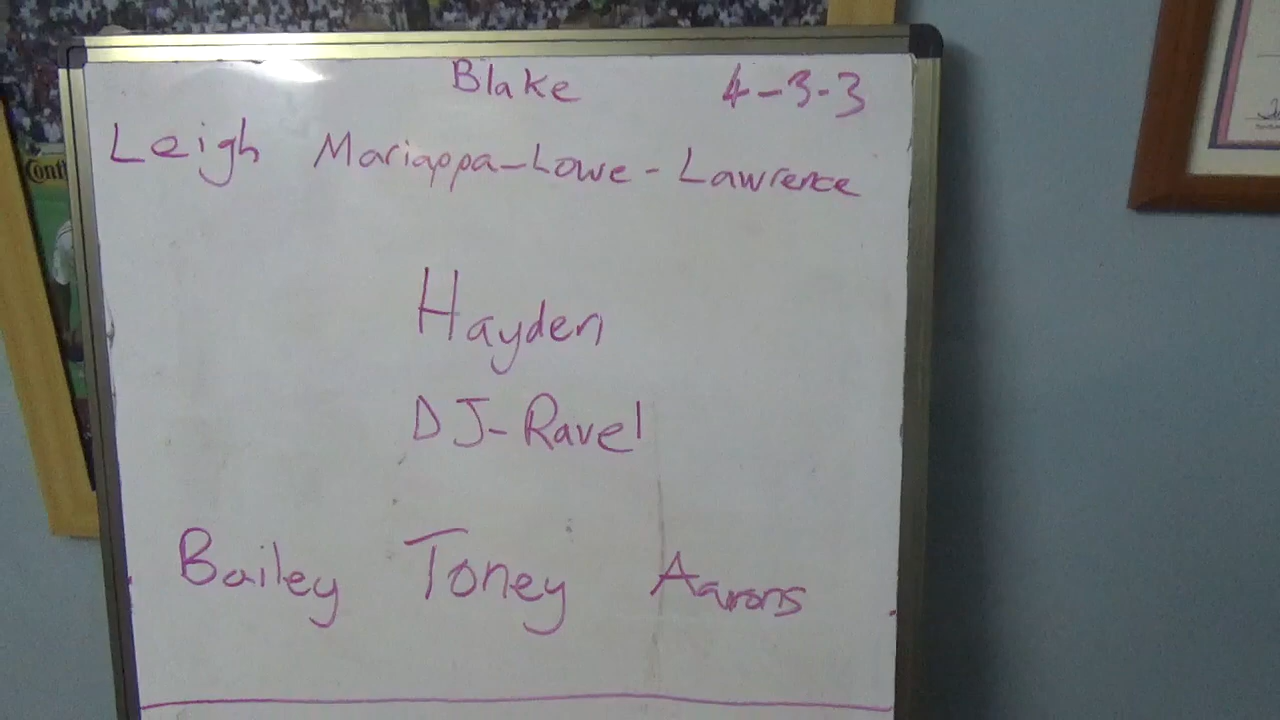 Blake 4-3-3
Leigh Mariappa-Lowe-Lawrence
Hayden
DJ-Ravel
Bailey Toney Aarons